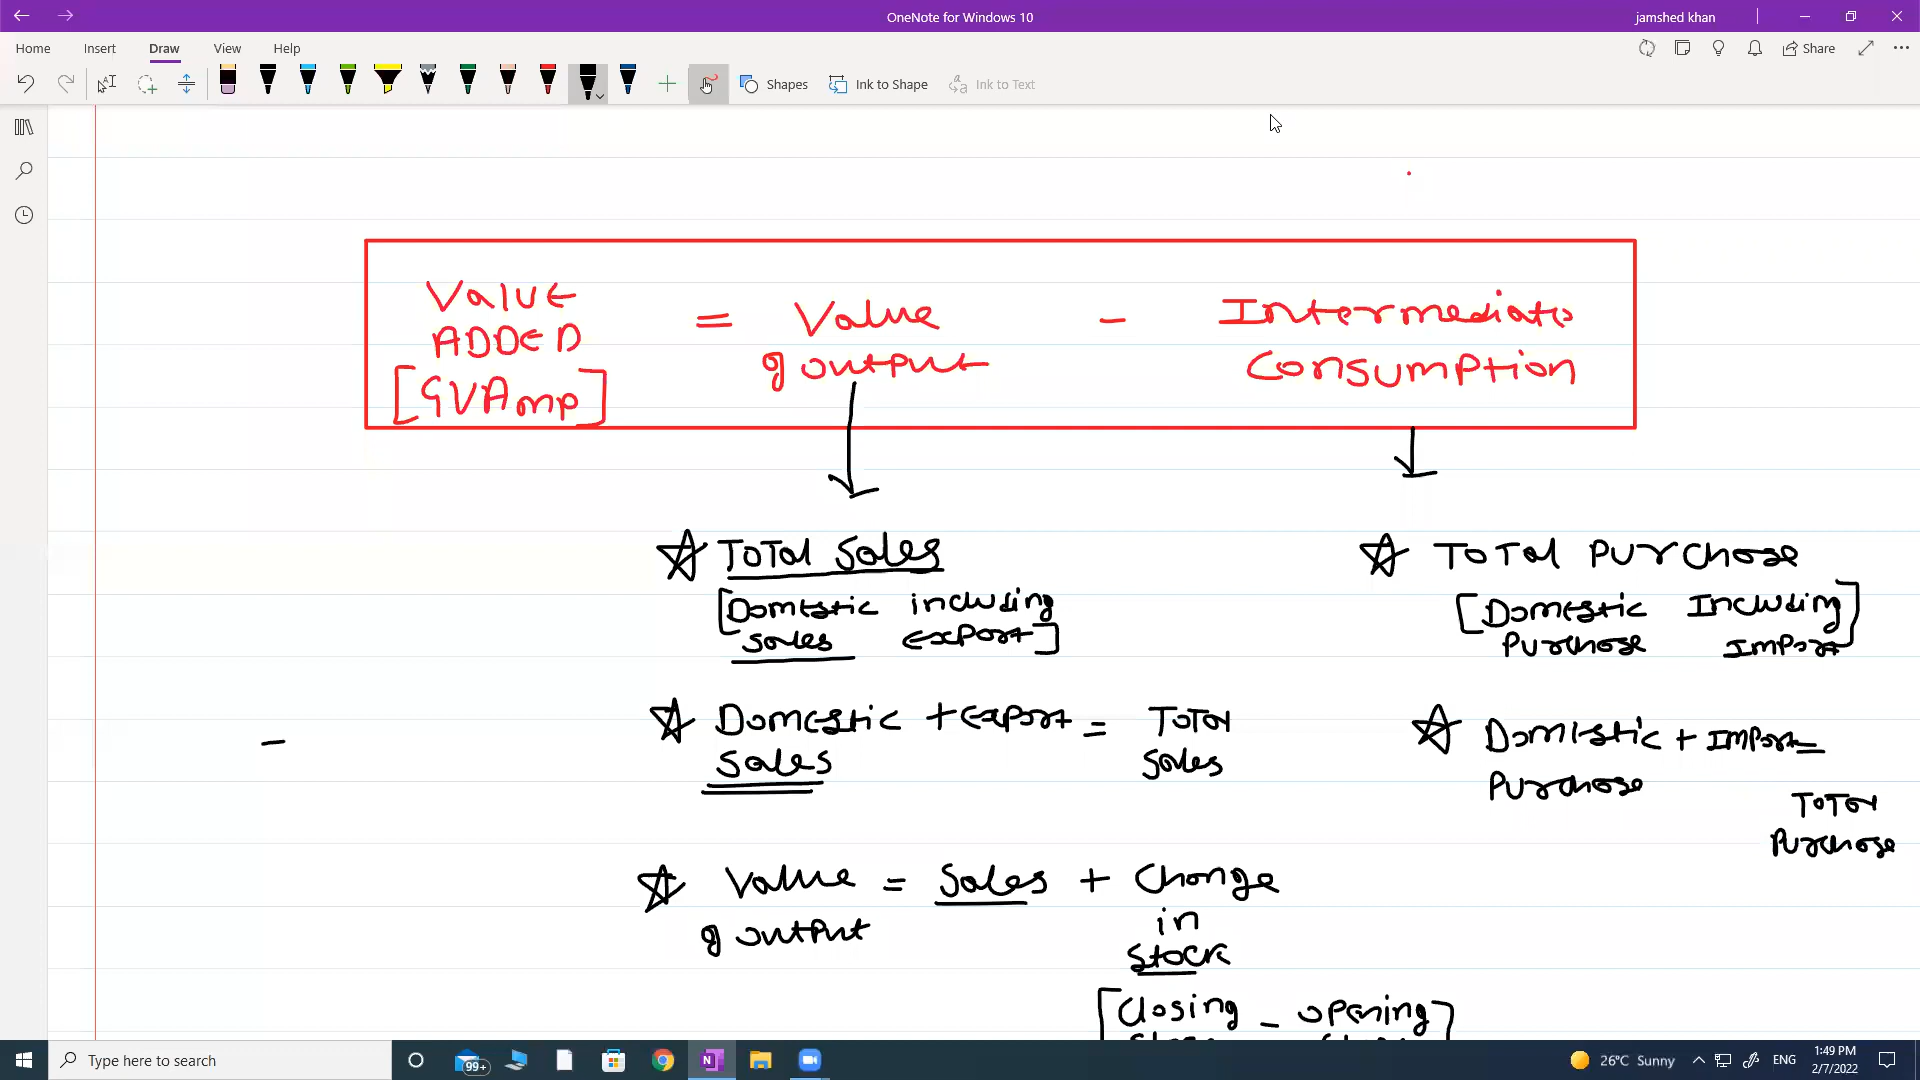 OneNote for Windows 10
jamshed khan
Home Insert Draw View Help
Share
Shapes Ink to Shape Ink to Text
Value ADDED [GVAmp] = Value of output - Intermediate Consumption
Total Sales
[Domestic sales including export]
Total Purchase
[Domestic Purchase Including Import]
Domestic Sales + export = Total Sales
Domestic Purchase + Import = Total Purchase
Value of output = Sales + Change in Stock
[Closing - opening]
Type here to search
99+
26°C Sunny
ENG
1:49 PM
2/7/2022